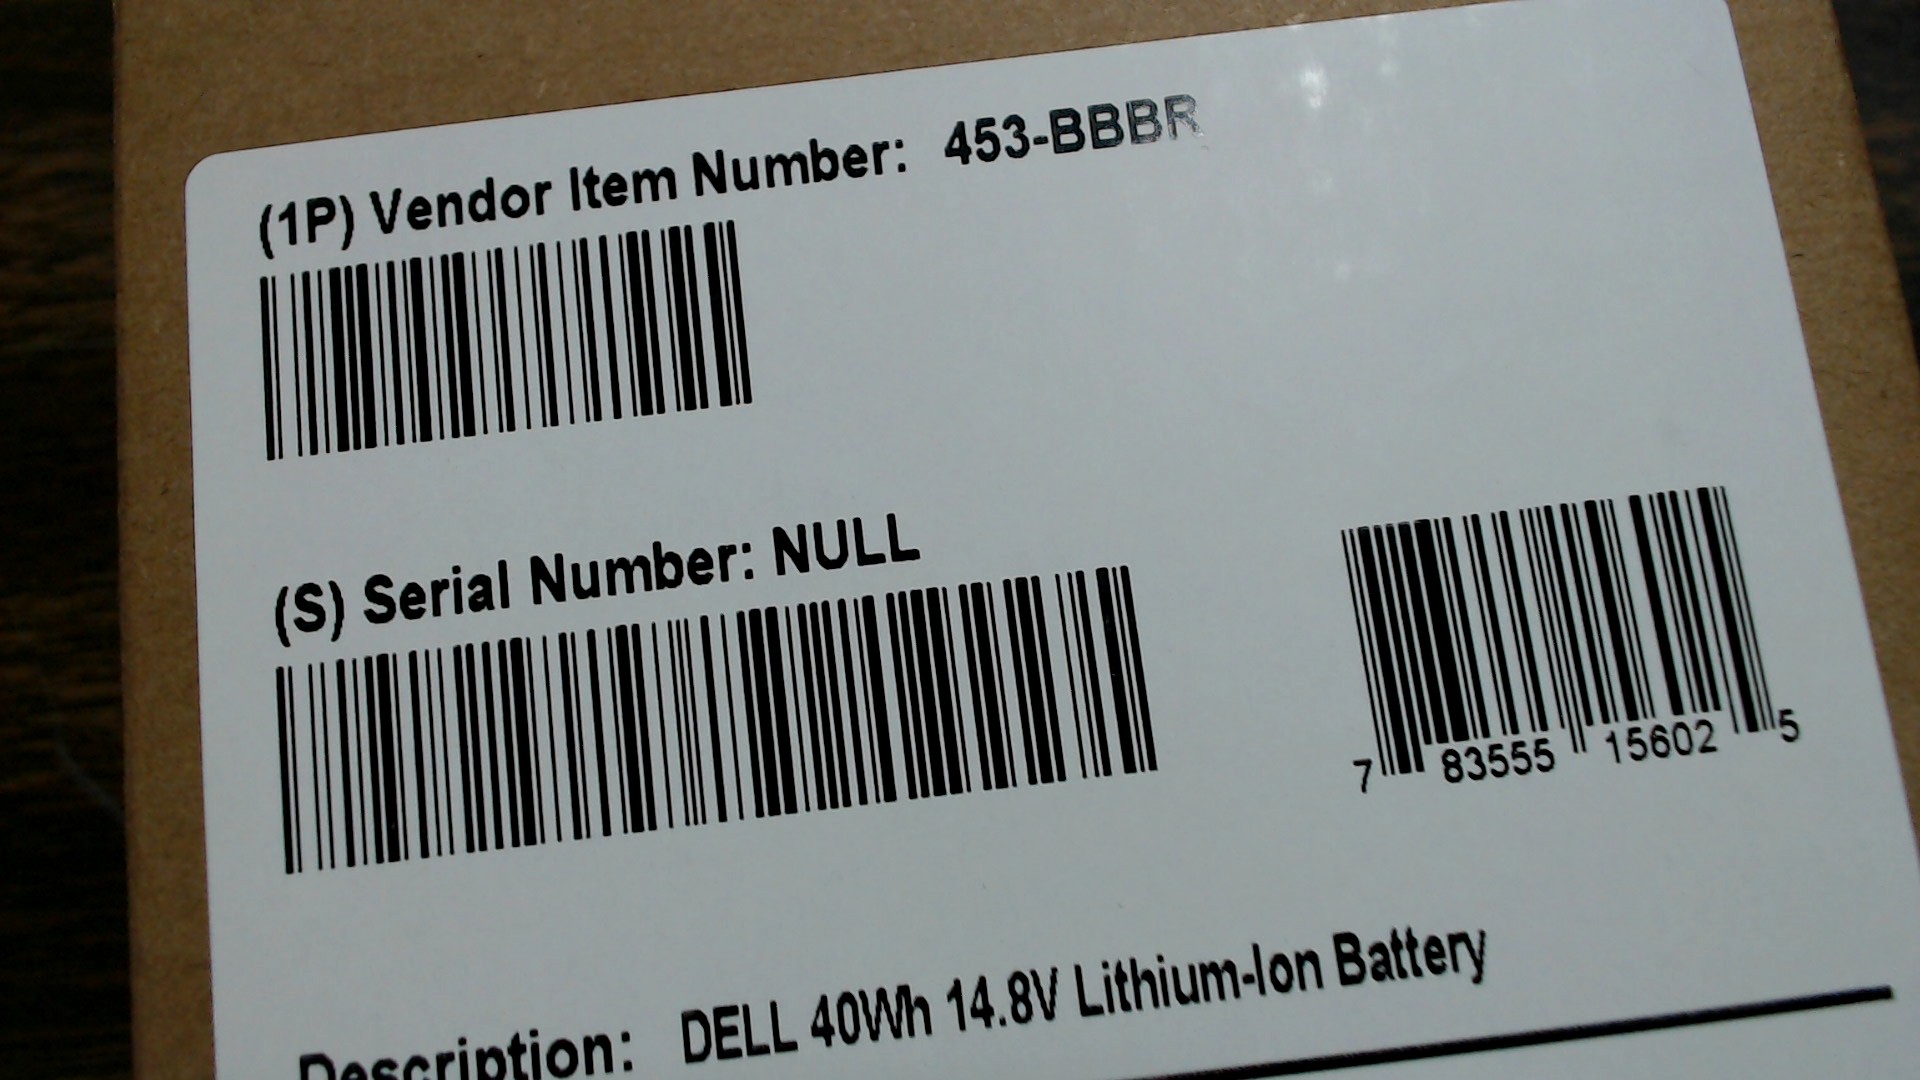 (1P) Vendor Item Number: 453-BBBR
(S) Serial Number: NULL
7 83555 15602 5
Description: DELL 40Wh 14.8V Lithium-Ion Battery